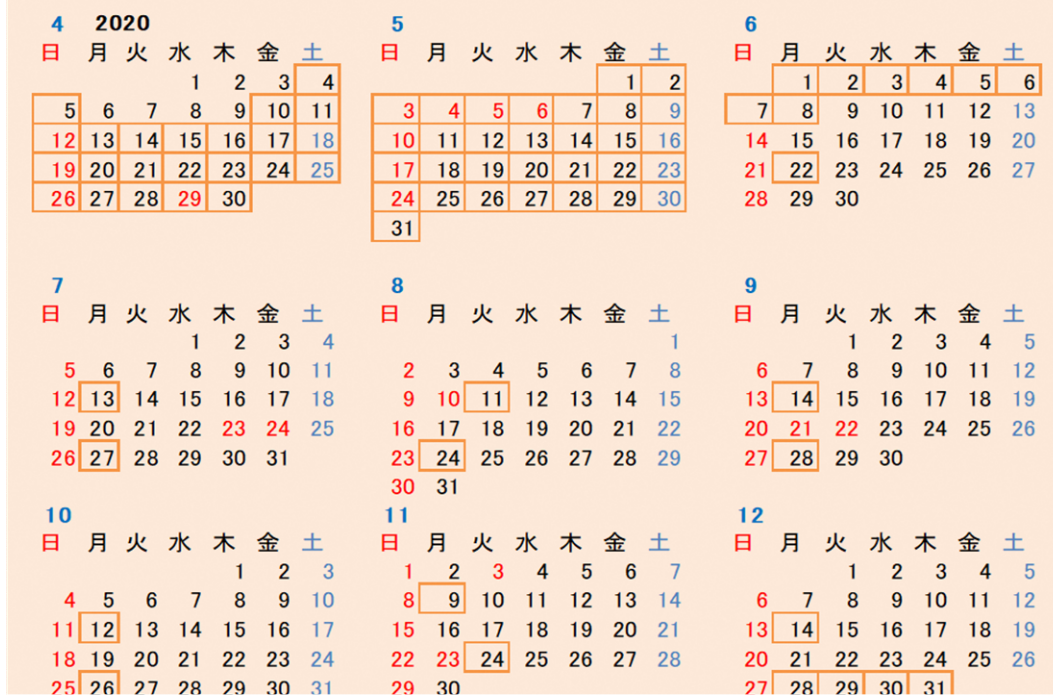 4 2020 5 6
日 月 火 水 木 金 土 日 月 火 水 木 金 土 日 月 火 水 木 金 土
1 2 3 4 1 2 1 2 3 4 5 6
5 6 7 8 9 10 11 3 4 5 6 7 8 9 7 8 9 10 11 12 13
12 13 14 15 16 17 18 10 11 12 13 14 15 16 14 15 16 17 18 19 20
19 20 21 22 23 24 25 17 18 19 20 21 22 23 21 22 23 24 25 26 27
26 27 28 29 30 24 25 26 27 28 29 30 28 29 30
31
7 8 9
日 月 火 水 木 金 土 日 月 火 水 木 金 土 日 月 火 水 木 金 土
1 2 3 4 1 1 2 3 4 5
5 6 7 8 9 10 11 2 3 4 5 6 7 8 6 7 8 9 10 11 12
12 13 14 15 16 17 18 9 10 11 12 13 14 15 13 14 15 16 17 18 19
19 20 21 22 23 24 25 16 17 18 19 20 21 22 20 21 22 23 24 25 26
26 27 28 29 30 31 23 24 25 26 27 28 29 27 28 29 30
30 31
10 11 12
日 月 火 水 木 金 土 日 月 火 水 木 金 土 日 月 火 水 木 金 土
1 2 3 1 2 3 4 5 6 7 1 2 3 4 5
4 5 6 7 8 9 10 8 9 10 11 12 13 14 6 7 8 9 10 11 12
11 12 13 14 15 16 17 15 16 17 18 19 20 21 13 14 15 16 17 18 19
18 19 20 21 22 23 24 22 23 24 25 26 27 28 20 21 22 23 24 25 26
25 26 27 28 29 30 31 29 30 27 28 29 30 31